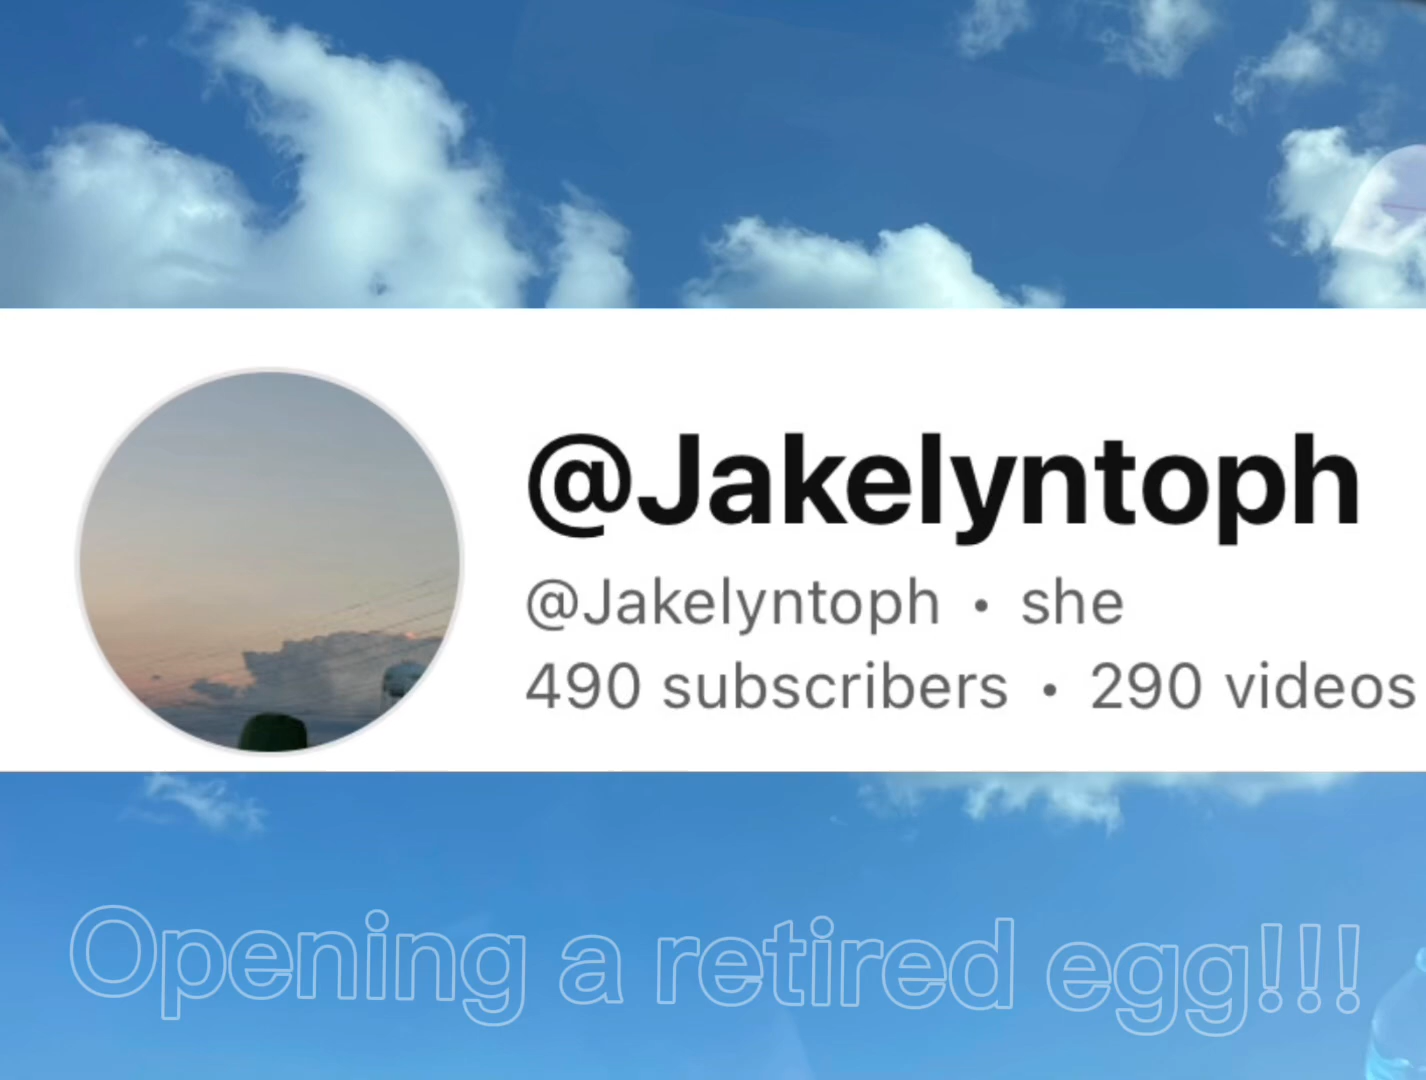 @Jakelyntoph
@Jakelyntoph • she
490 subscribers • 290 videos
Opening a retired egg!!!